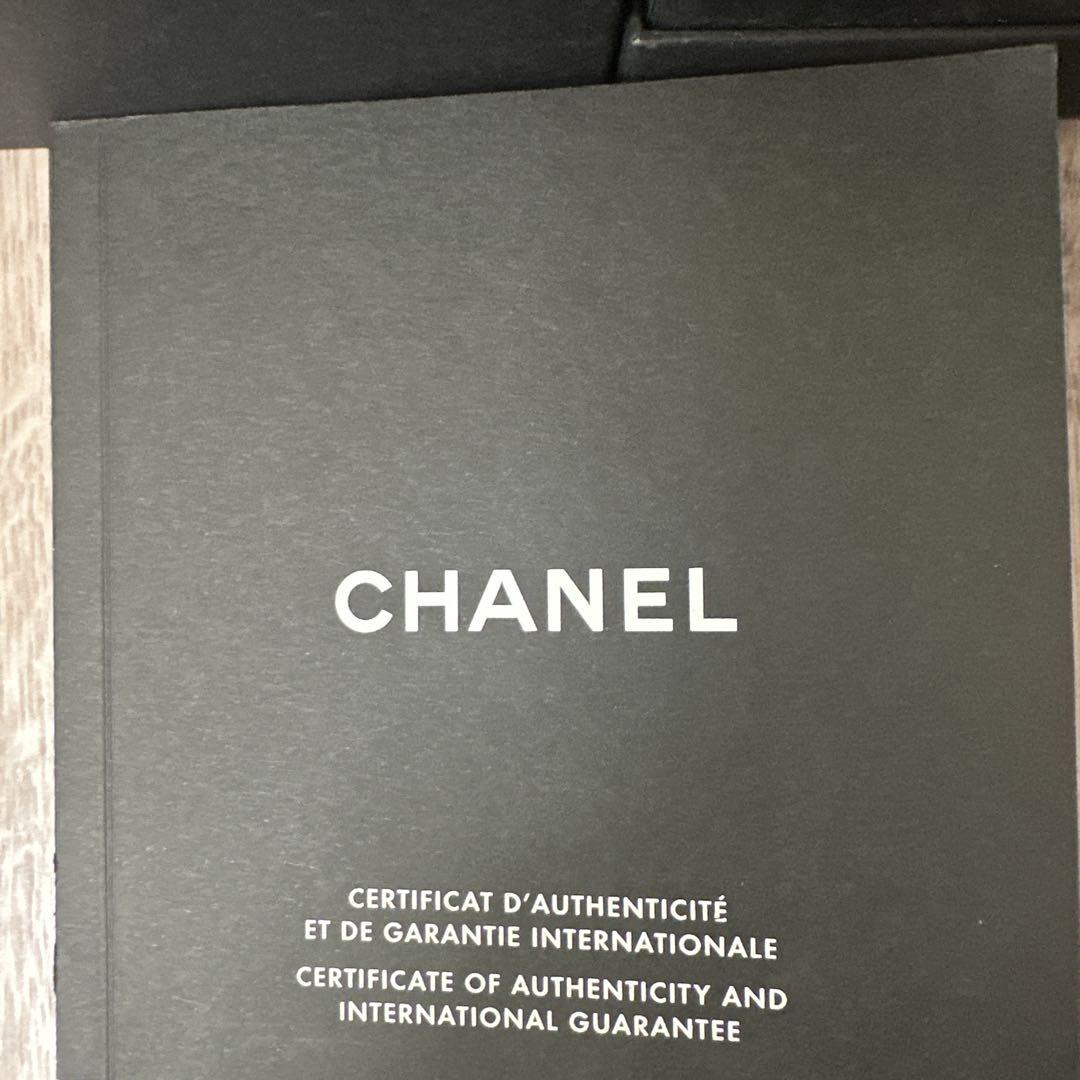 CHANEL
CERTIFICAT D'AUTHENTICITÉ
ET DE GARANTIE INTERNATIONALE
CERTIFICATE OF AUTHENTICITY AND
INTERNATIONAL GUARANTEE